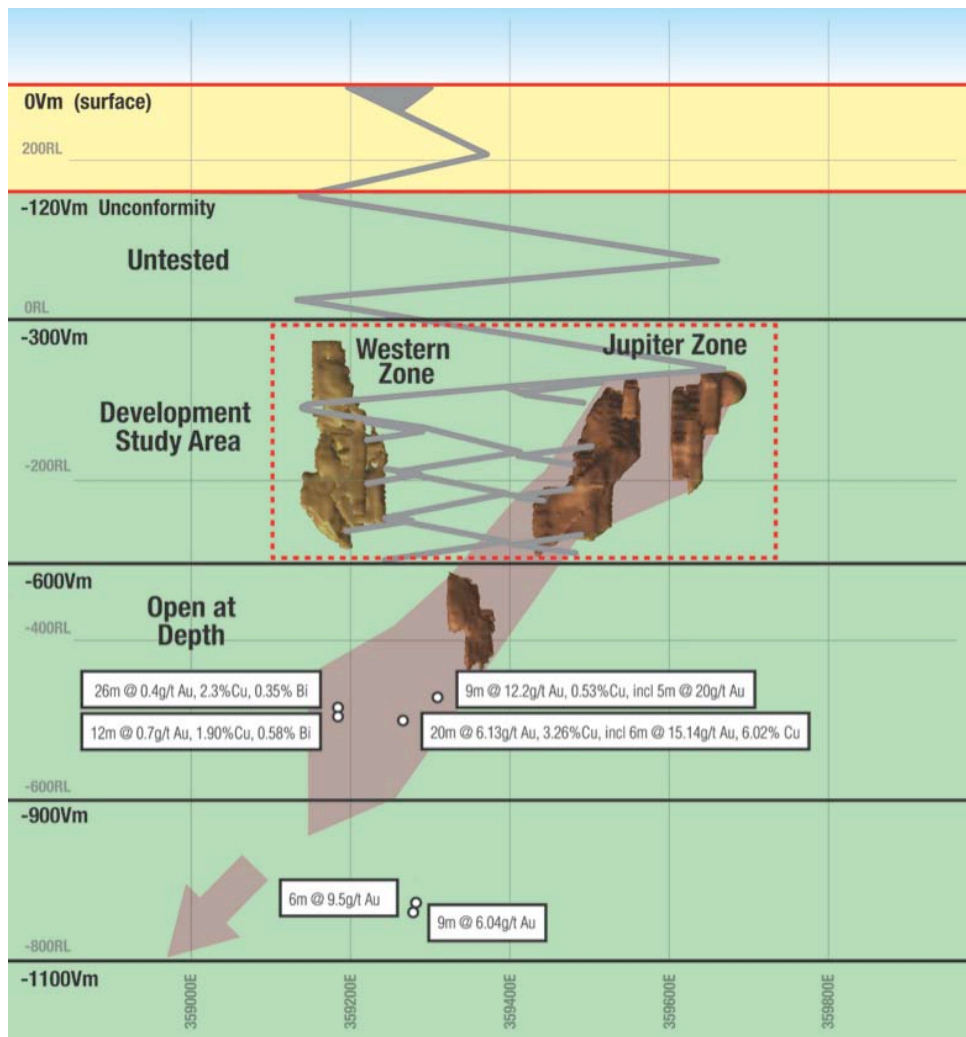 0Vm (surface)
200RL
-120Vm Unconformity
Untested
0RL
-300Vm
Western
Zone
Jupiter Zone
Development
Study Area
-200RL
-600Vm
Open at
Depth
-400RL
26m @ 0.4g/t Au, 2.3%Cu, 0.35% Bi
9m @ 12.2g/t Au, 0.53%Cu, incl 5m @ 20g/t Au
12m @ 0.7g/t Au, 1.90%Cu, 0.58% Bi
20m @ 6.13g/t Au, 3.26%Cu, incl 6m @ 15.14g/t Au, 6.02% Cu
-600RL
-900Vm
6m @ 9.5g/t Au
9m @ 6.04g/t Au
-800RL
-1100Vm
359000E
359200E
359400E
359600E
359800E